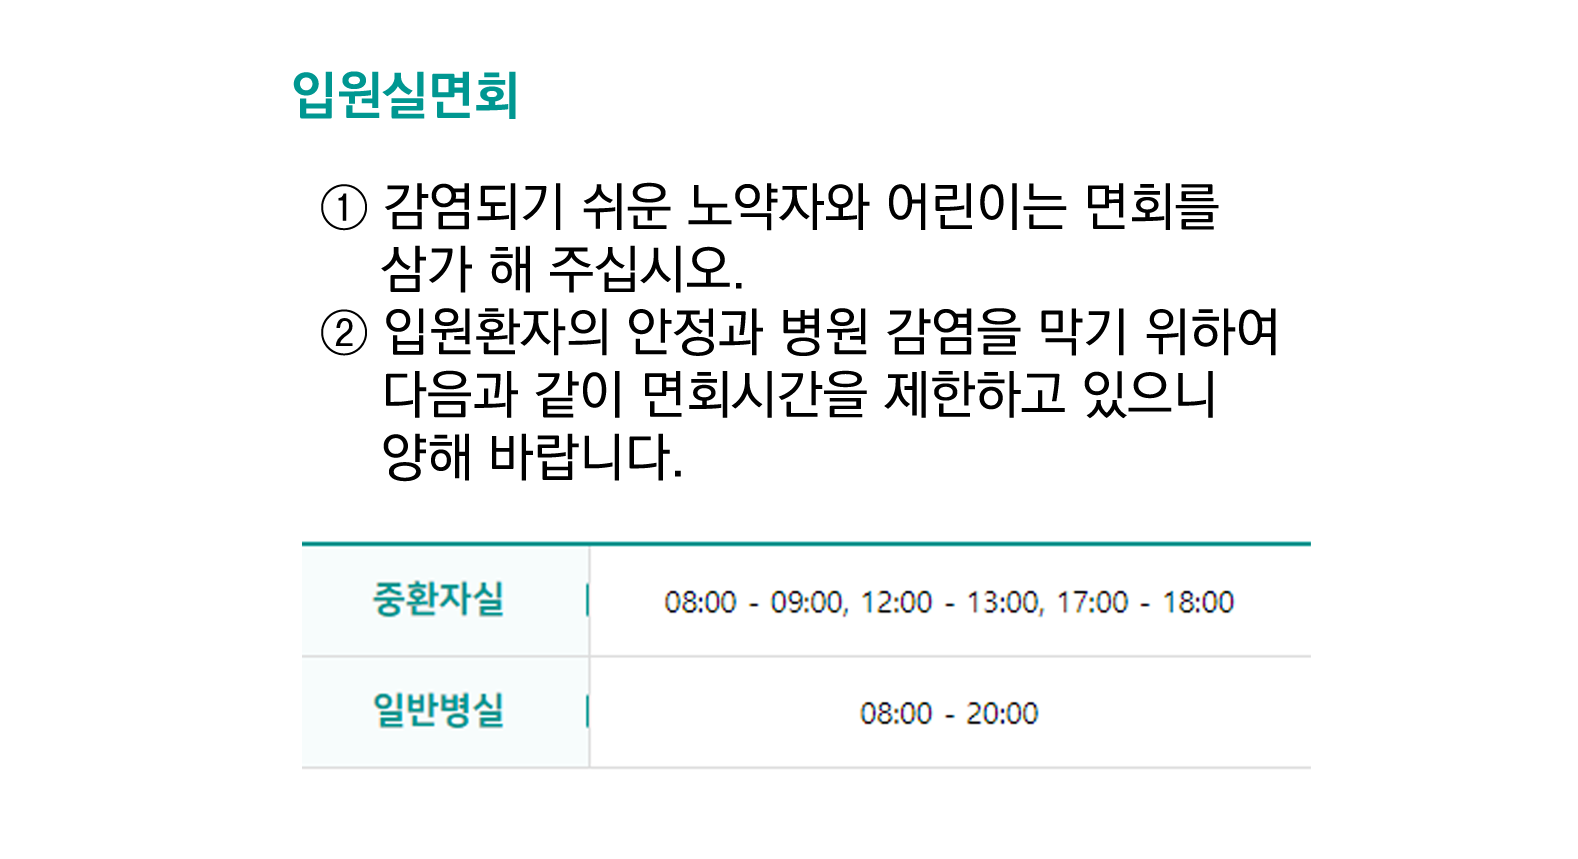 입원실면회
① 감염되기 쉬운 노약자와 어린이는 면회를
삼가 해 주십시오.
② 입원환자의 안정과 병원 감염을 막기 위하여
다음과 같이 면회시간을 제한하고 있으니
양해 바랍니다.
중환자실 08:00 - 09:00, 12:00 - 13:00, 17:00 - 18:00
일반병실 08:00 - 20:00